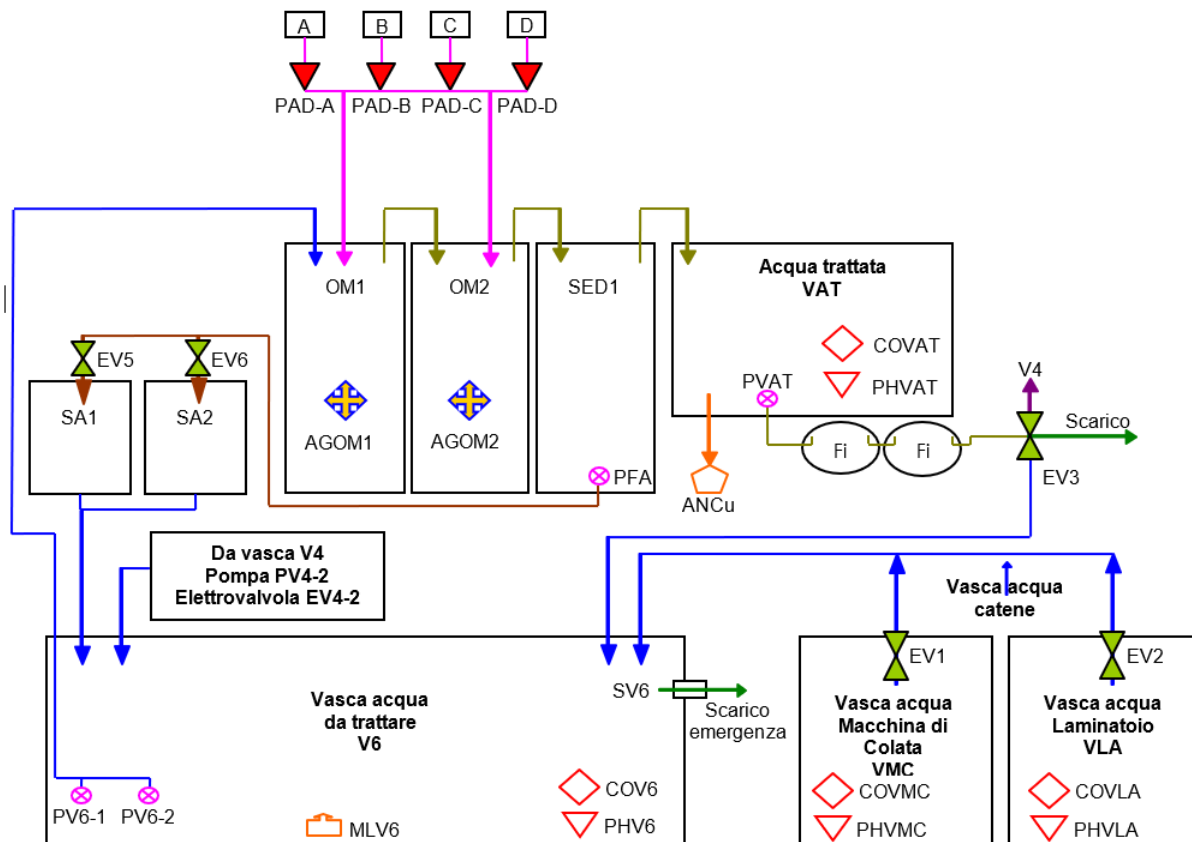 A B C D
PAD-A PAD-B PAD-C PAD-D
OM1 OM2 SED1
Acqua trattata
VAT
COVAT
PHVAT
PVAT
V4
Scarico
EV5 EV6
SA1 SA2
AGOM1 AGOM2
PFA
ANCu
Fi Fi
EV3
Da vasca V4
Pompa PV4-2
Elettrovalvola EV4-2
Vasca acqua
catene
EV1 EV2
SV6
Scarico
emergenza
Vasca acqua
da trattare
V6
Vasca acqua
Macchina di
Colata
VMC
Vasca acqua
Laminatoio
VLA
PV6-1 PV6-2
MLV6
COV6
PHV6
COVMC
PHVMC
COVLA
PHVLA